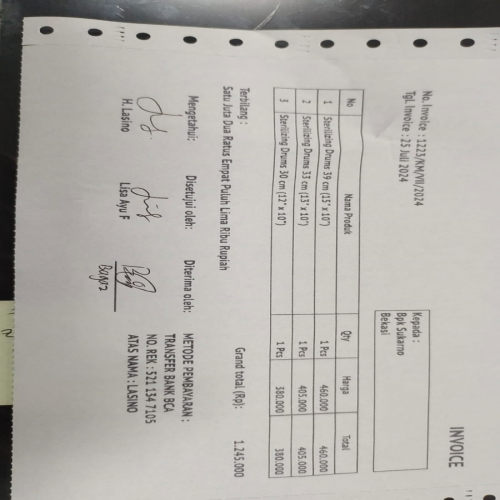 INVOICE
No. Invoice : 1223/KM/VII/2024
Tgl. Invoice : 25 Juli 2024
Kepada :
Bpk Sukarno
Bekasi
No Nama Produk Qty Harga Total
1 Sterilizing Drums 39 cm (15" x 10") 1 Pcs 460.000 460.000
2 Sterilizing Drums 33 cm (13" x 10") 1 Pcs 405.000 405.000
3 Sterilizing Drums 30 cm (12" x 10") 1 Pcs 380.000 380.000
Grand total (Rp): 1.245.000
Terbilang :
Satu Juta Dua Ratus Empat Puluh Lima Ribu Rupiah
Mengetahui: Disetujui oleh: Diterima oleh:
H. Lasino Lisa Ayu F
METODE PEMBAYARAN :
TRANSFER BANK BCA
NO. REK : 521 134 7105
ATAS NAMA : LASINO